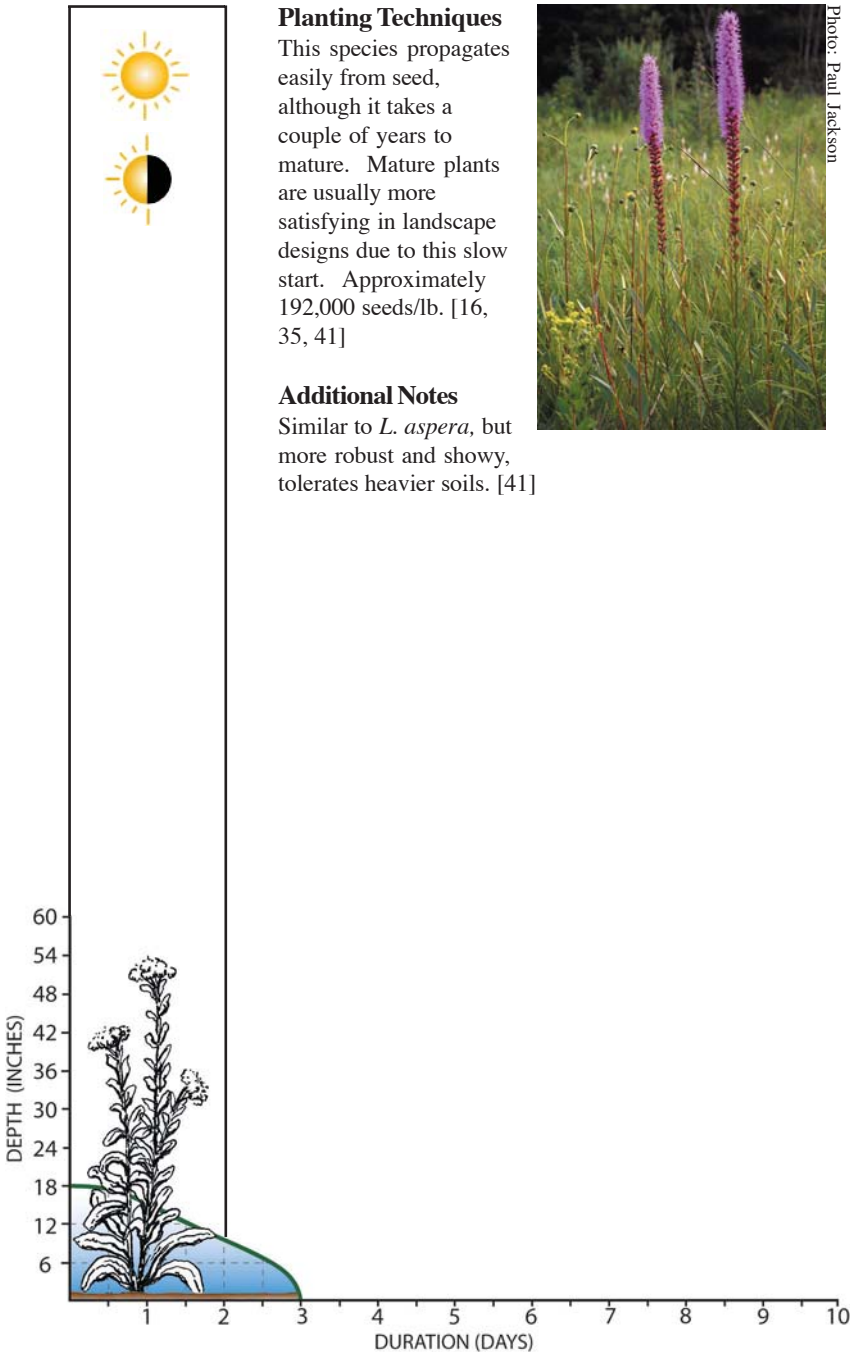 Planting Techniques
This species propagates
easily from seed,
although it takes a
couple of years to
mature. Mature plants
are usually more
satisfying in landscape
designs due to this slow
start. Approximately
192,000 seeds/lb. [16,
35, 41]
Additional Notes
Similar to L. aspera, but
more robust and showy,
tolerates heavier soils. [41]
Photo: Paul Jackson
60
54
48
42
36
30
24
18
12
6
DEPTH (INCHES)
1 2 3 4 5 6 7 8 9 10
DURATION (DAYS)